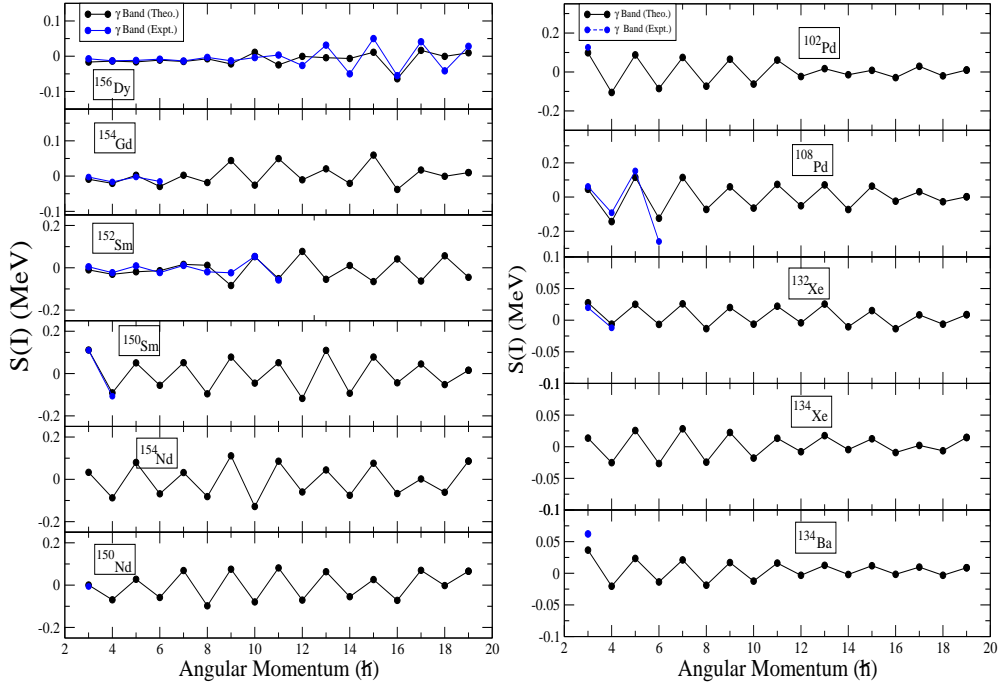 0.1
0
-0.1
γ Band (Theo.)
γ Band (Expt.)
156Dy
0.1
0
-0.1
154Gd
0.2
0
-0.2
152Sm
0.2
0
-0.2
150Sm
0.2
0
-0.2
154Nd
0.2
0
-0.2
150Nd
2 4 6 8 10 12 14 16 18 20
Angular Momentum (ℏ)
S(I) (MeV)
0.2
0
-0.2
γ Band (Theo.)
γ Band (Expt.)
102Pd
0.2
0
-0.2
-0.4
108Pd
0.05
0
-0.05
-0.1
132Xe
0.05
0
-0.05
-0.1
134Xe
0.05
0
-0.05
-0.1
134Ba
2 4 6 8 10 12 14 16 18 20
Angular Momentum (ℏ)
S(I) (MeV)